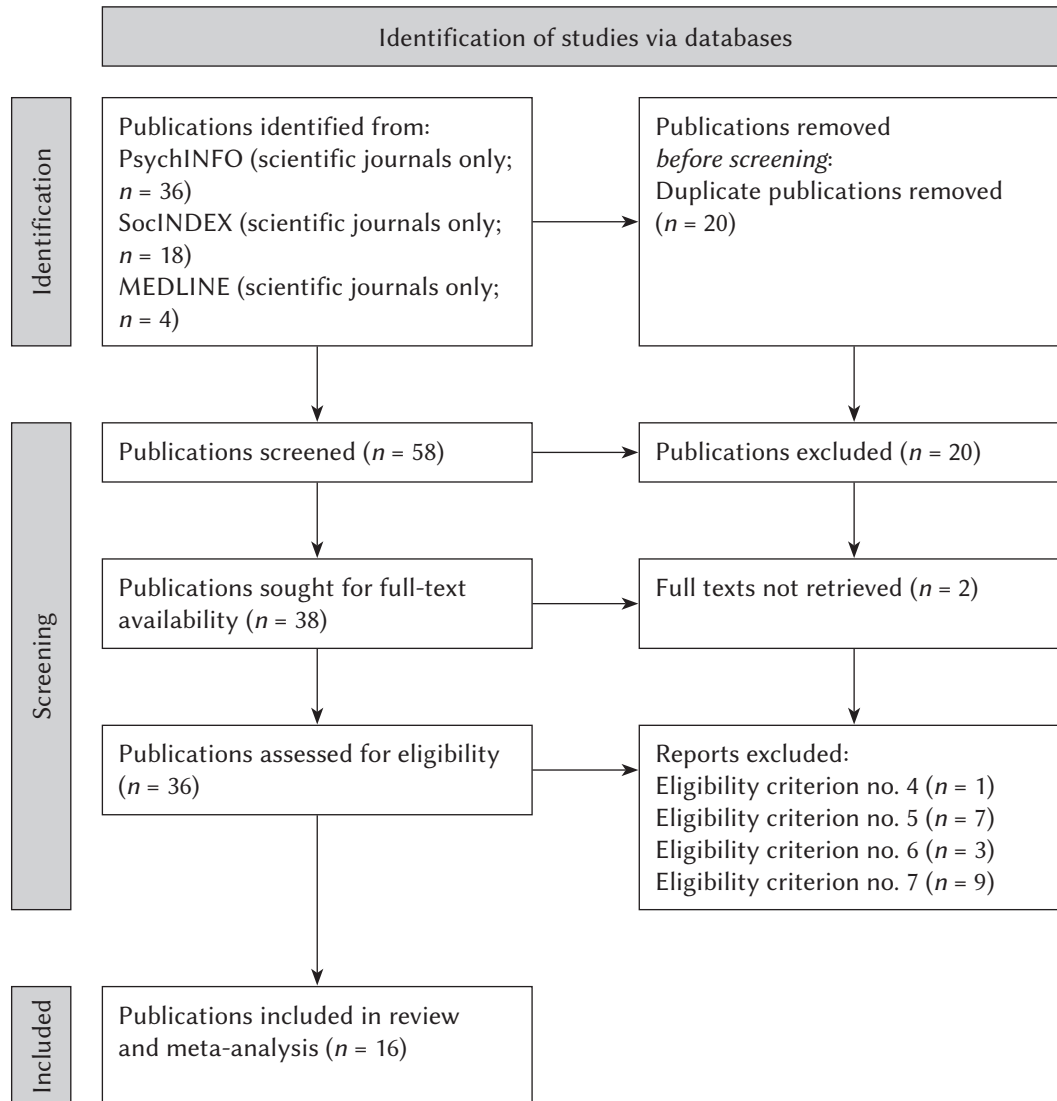 Identification of studies via databases
Identification
Publications identified from:
PsychINFO (scientific journals only;
n = 36)
SocINDEX (scientific journals only;
n = 18)
MEDLINE (scientific journals only;
n = 4)
Publications removed
before screening:
Duplicate publications removed
(n = 20)
Screening
Publications screened (n = 58)
Publications excluded (n = 20)
Publications sought for full-text
availability (n = 38)
Full texts not retrieved (n = 2)
Publications assessed for eligibility
(n = 36)
Reports excluded:
Eligibility criterion no. 4 (n = 1)
Eligibility criterion no. 5 (n = 7)
Eligibility criterion no. 6 (n = 3)
Eligibility criterion no. 7 (n = 9)
Included
Publications included in review
and meta-analysis (n = 16)